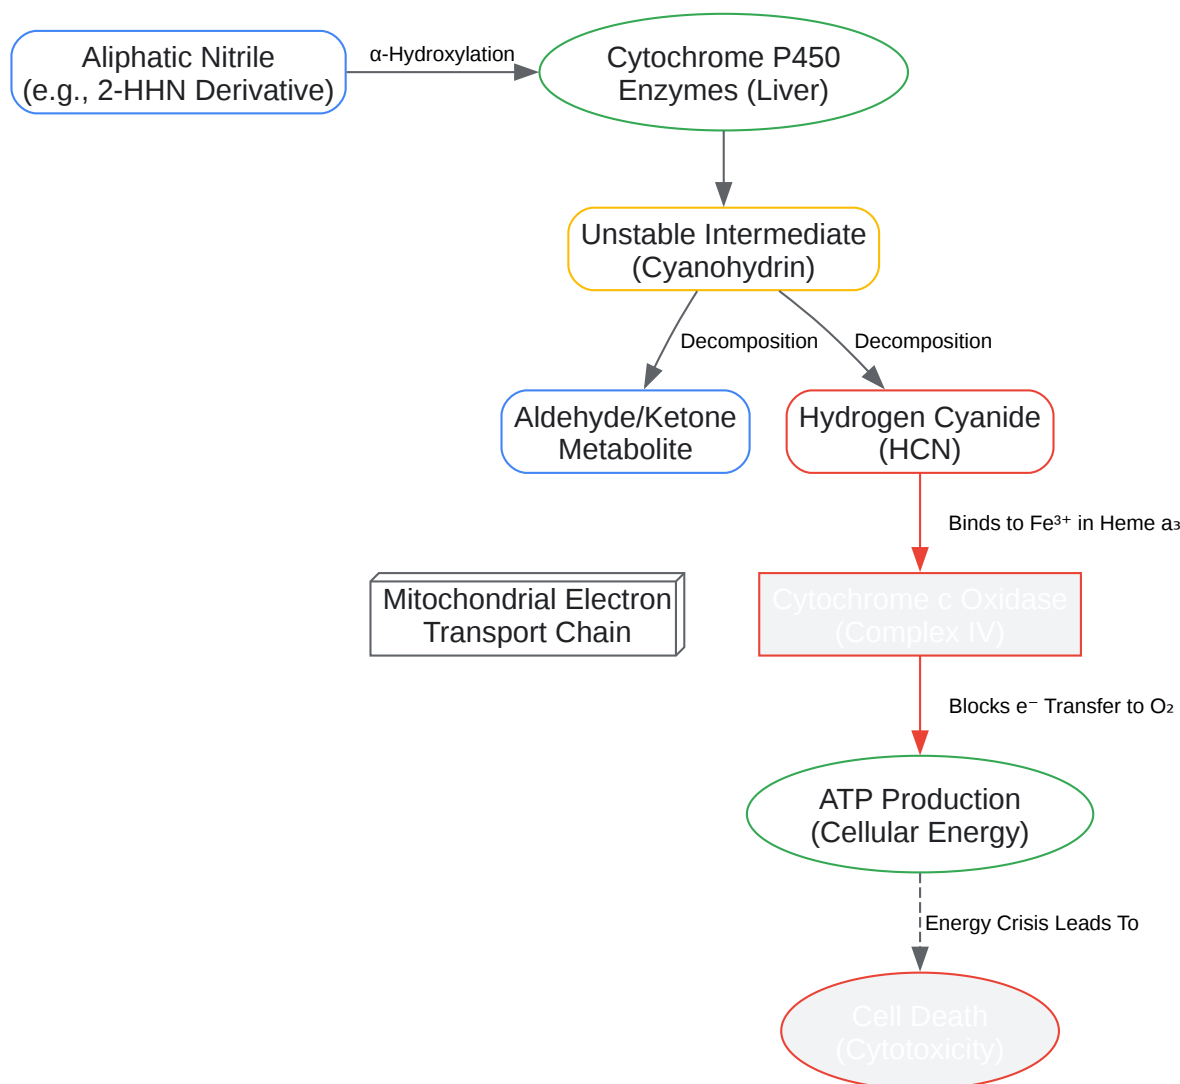 Aliphatic Nitrile
(e.g., 2-HHN Derivative)
α-Hydroxylation
Cytochrome P450
Enzymes (Liver)
Unstable Intermediate
(Cyanohydrin)
Decomposition
Decomposition
Aldehyde/Ketone
Metabolite
Hydrogen Cyanide
(HCN)
Binds to Fe³⁺ in Heme a₃
Mitochondrial Electron
Transport Chain
Cytochrome c Oxidase
(Complex IV)
Blocks e⁻ Transfer to O₂
ATP Production
(Cellular Energy)
Energy Crisis Leads To
Cell Death
(Cytotoxicity)